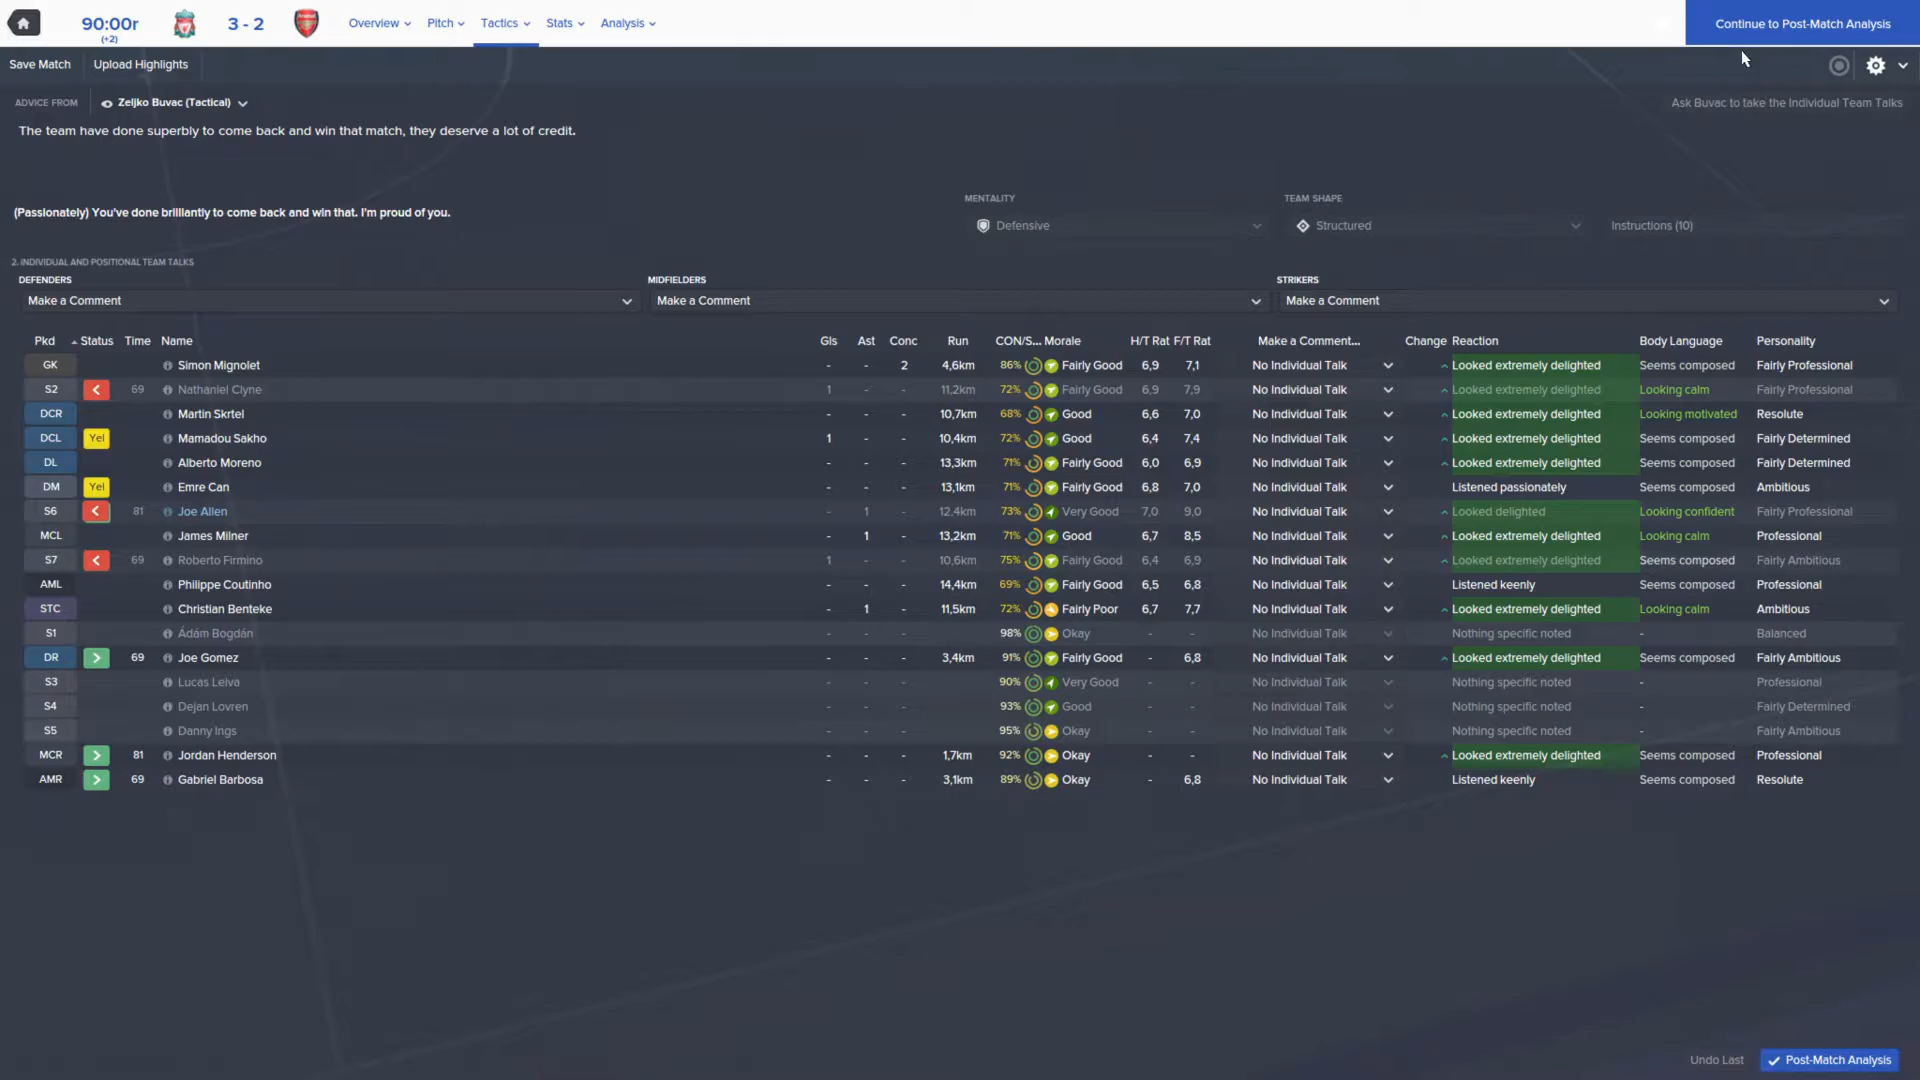 90:00r 3 - 2 Overview Pitch Tactics Stats Analysis Continue to Post-Match Analysis
(+2)
Save Match Upload Highlights
ADVICE FROM Zeljko Buvac (Tactical) Ask Buvac to take the Individual Team Talks
The team have done superbly to come back and win that match, they deserve a lot of credit.
MENTALITY TEAM SHAPE
(Passionately) You've done brilliantly to come back and win that. I'm proud of you.
Defensive Structured Instructions (10)
2. INDIVIDUAL AND POSITIONAL TEAM TALKS
DEFENDERS MIDFIELDERS STRIKERS
Make a Comment Make a Comment Make a Comment
Pkd Status Time Name Gls Ast Conc Run CON/S... Morale H/T Rat F/T Rat Make a Comment... Change Reaction Body Language Personality
GK Simon Mignolet - - 2 4,6km 86% Fairly Good 6,9 7,1 No Individual Talk Looked extremely delighted Seems composed Fairly Professional
S2 69 Nathaniel Clyne 1 - - 11,2km 72% Fairly Good 6,9 7,9 No Individual Talk Looked extremely delighted Looking calm Fairly Professional
DCR Martin Skrtel - - - 10,7km 68% Good 6,6 7,0 No Individual Talk Looked extremely delighted Looking motivated Resolute
DCL Yel Mamadou Sakho 1 - - 10,4km 72% Good 6,4 7,4 No Individual Talk Looked extremely delighted Seems composed Fairly Determined
DL Alberto Moreno - - - 13,3km 71% Fairly Good 6,0 6,9 No Individual Talk Looked extremely delighted Seems composed Fairly Determined
DM Yel Emre Can - - - 13,1km 71% Fairly Good 6,8 7,0 No Individual Talk Listened passionately Seems composed Ambitious
S6 81 Joe Allen - 1 - 12,4km 73% Very Good 7,0 9,0 No Individual Talk Looked delighted Looking confident Fairly Professional
MCL James Milner - 1 - 13,2km 71% Good 6,7 8,5 No Individual Talk Looked extremely delighted Looking calm Professional
S7 69 Roberto Firmino 1 - - 10,6km 75% Fairly Good 6,4 6,9 No Individual Talk Looked extremely delighted Seems composed Fairly Ambitious
AML Philippe Coutinho - - - 14,4km 69% Fairly Good 6,5 6,8 No Individual Talk Listened keenly Seems composed Professional
STC Christian Benteke - 1 - 11,5km 72% Fairly Poor 6,7 7,7 No Individual Talk Looked extremely delighted Looking calm Ambitious
S1 Ádám Bogdán - - - 98% Okay - - No Individual Talk Nothing specific noted - Balanced
DR 69 Joe Gomez - - - 3,4km 91% Fairly Good - 6,8 No Individual Talk Looked extremely delighted Seems composed Fairly Ambitious
S3 Lucas Leiva - - - 90% Very Good - - No Individual Talk Nothing specific noted - Professional
S4 Dejan Lovren - - - 93% Good - - No Individual Talk Nothing specific noted - Fairly Determined
S5 Danny Ings - - - 95% Okay - - No Individual Talk Nothing specific noted - Fairly Ambitious
MCR 81 Jordan Henderson - - - 1,7km 92% Okay - - No Individual Talk Looked extremely delighted Seems composed Professional
AMR 69 Gabriel Barbosa - - - 3,1km 89% Okay - 6,8 No Individual Talk Listened keenly Seems composed Resolute
Undo Last Post-Match Analysis